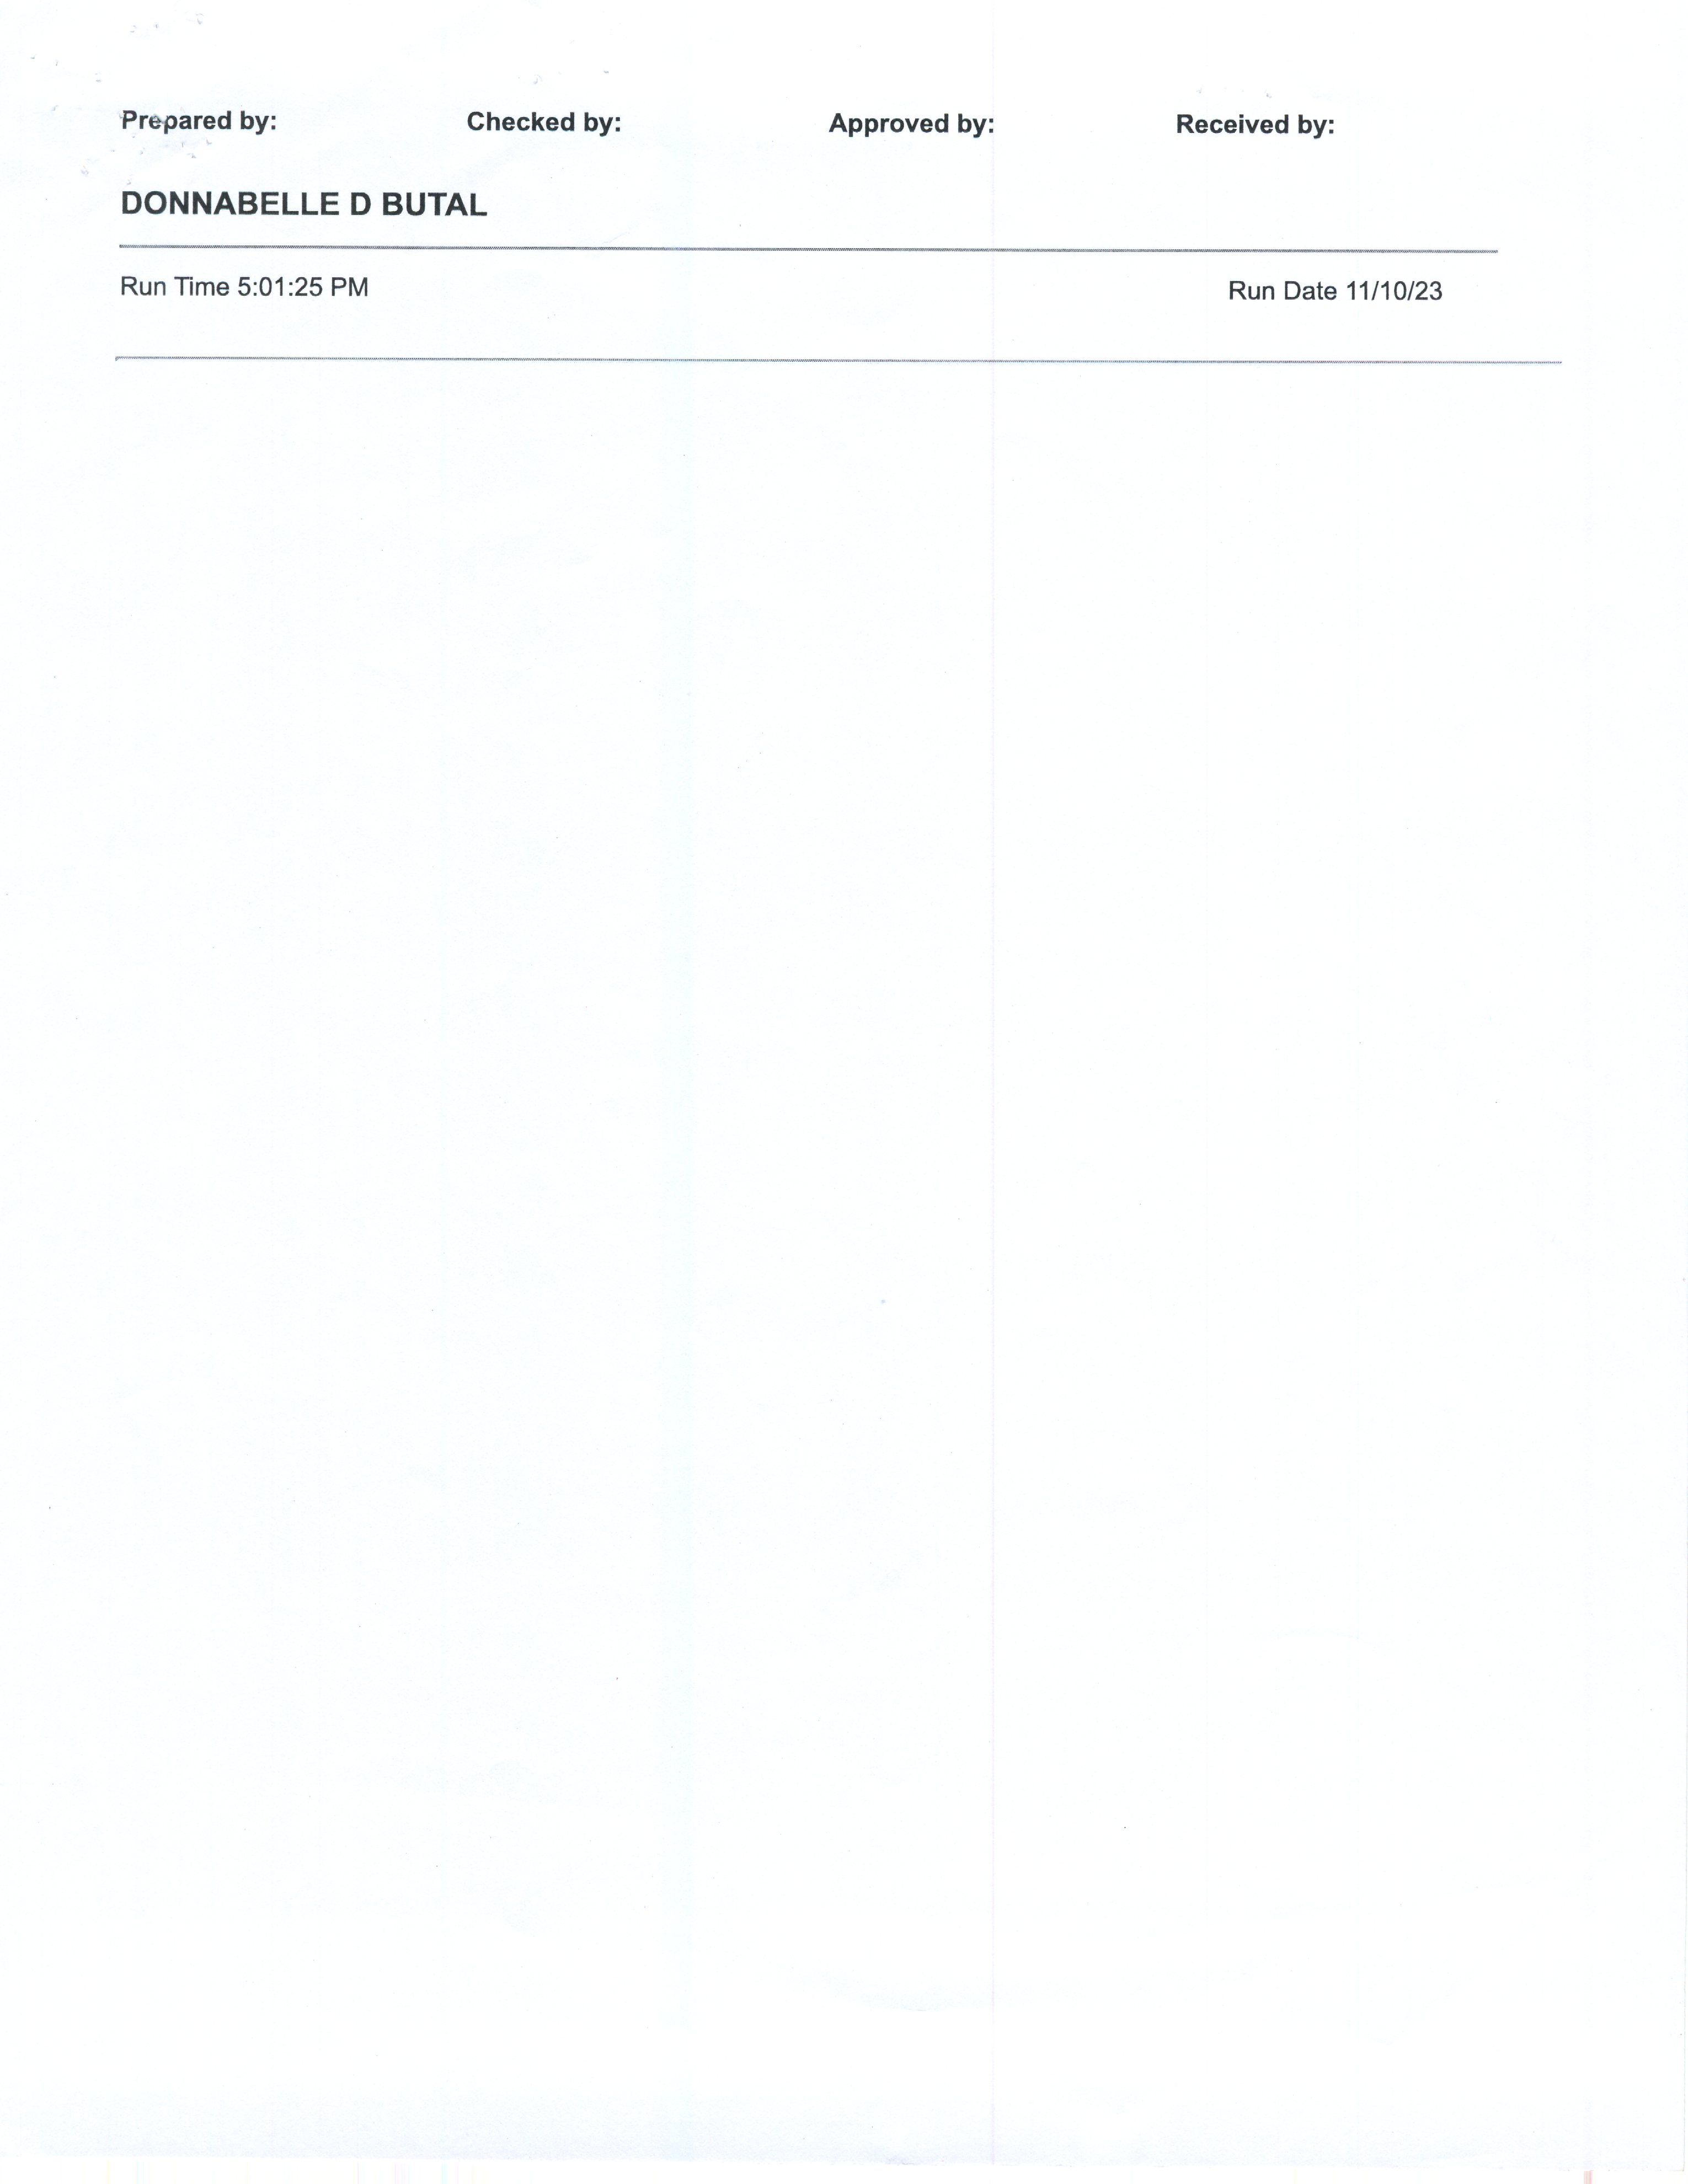 Prepared by: Checked by: Approved by: Received by:
DONNABELLE D BUTAL
Run Time 5:01:25 PM Run Date 11/10/23